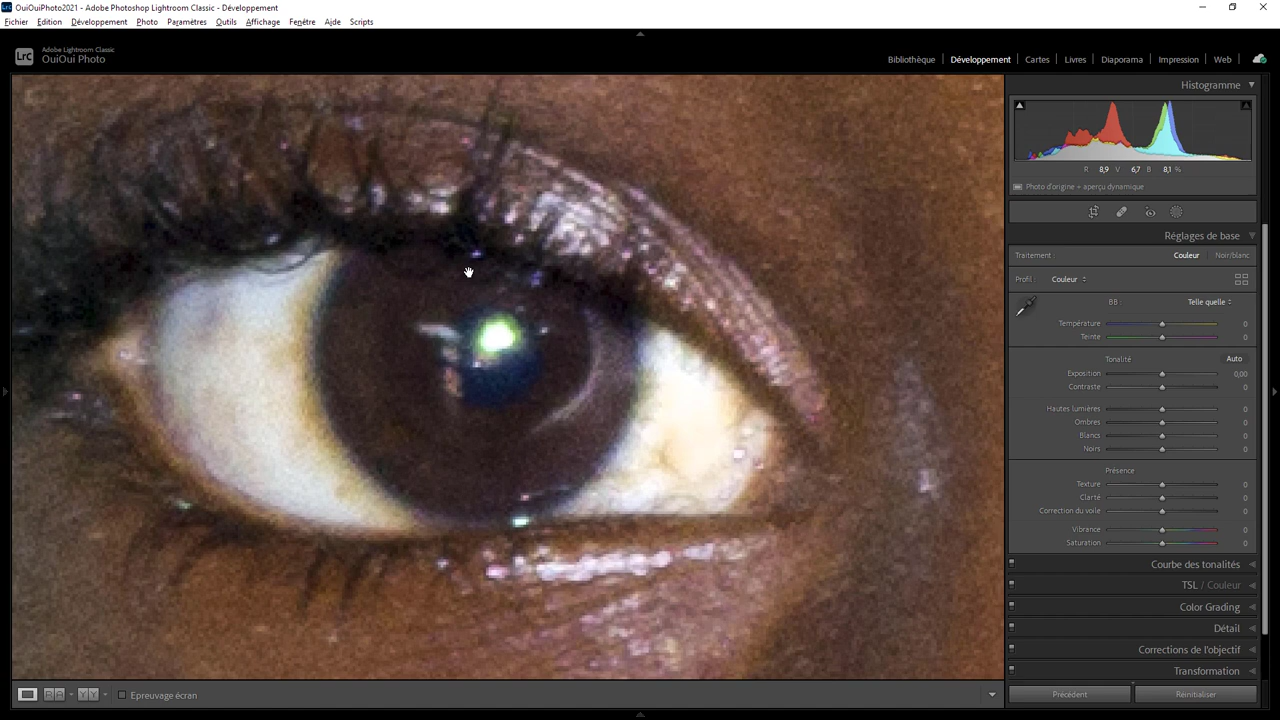 OuiOuiPhoto2021 - Adobe Photoshop Lightroom Classic - Développement
Fichier Edition Développement Photo Paramètres Outils Affichage Fenêtre Aide Scripts
Lrc
Adobe Lightroom Classic
OuiOui Photo
Bibliothèque Développement Cartes Livres Diaporama Impression Web
Histogramme
R 8,9 V 6,7 B 8,1 %
Photo d'origine + aperçu dynamique
Réglages de base
Traitement : Couleur Noir/blanc
Profil : Couleur
BB : Telle quelle
Température 0
Teinte 0
Tonalité Auto
Exposition 0,00
Contraste 0
Hautes lumières 0
Ombres 0
Blancs 0
Noirs 0
Présence
Texture 0
Clarté 0
Correction du voile 0
Vibrance 0
Saturation 0
Courbe des tonalités
TSL / Couleur
Color Grading
Détail
Corrections de l'objectif
Transformation
R A Y Y Epreuvage écran
Précédent Réinitialiser